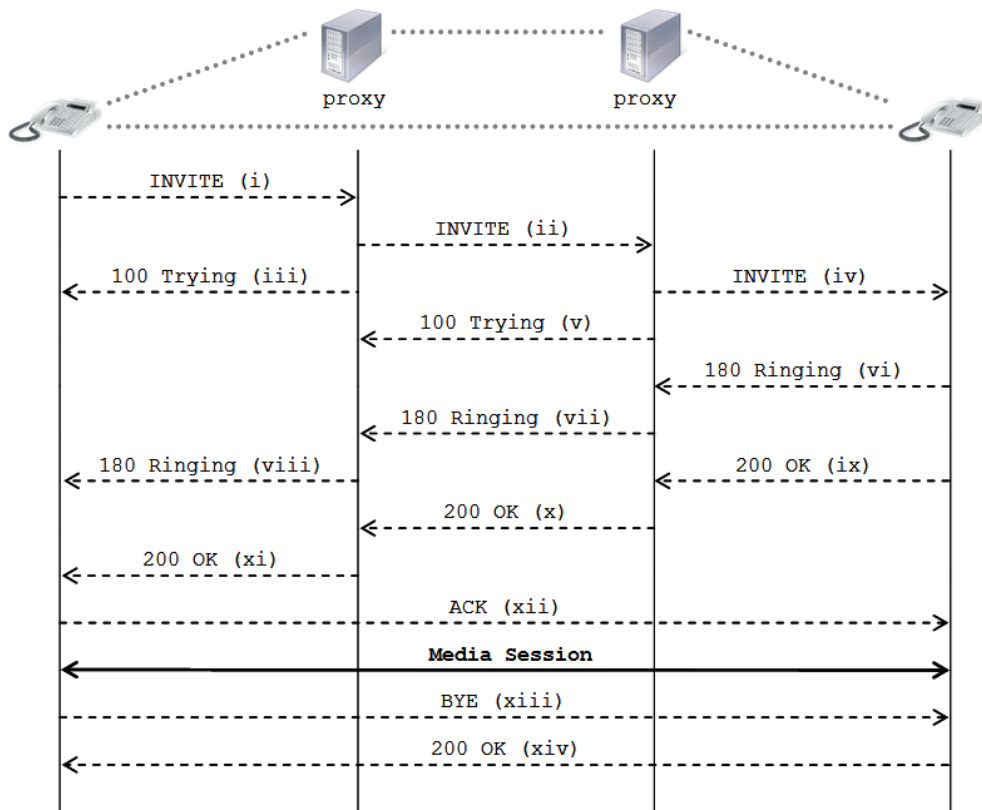 proxy
proxy
INVITE (i)
INVITE (ii)
100 Trying (iii)
INVITE (iv)
100 Trying (v)
180 Ringing (vi)
180 Ringing (vii)
180 Ringing (viii)
200 OK (ix)
200 OK (x)
200 OK (xi)
ACK (xii)
Media Session
BYE (xiii)
200 OK (xiv)